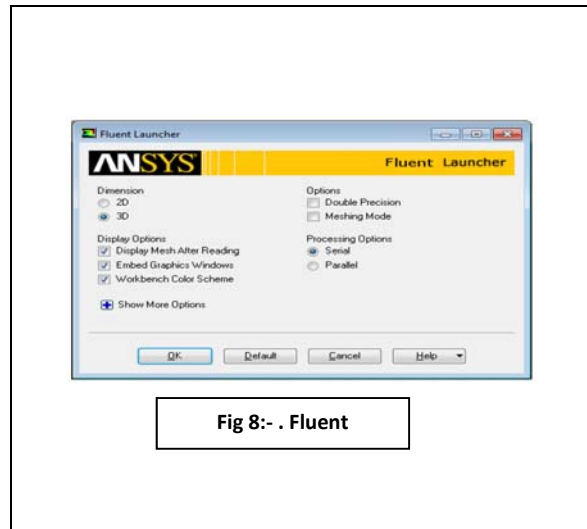 Fluent Launcher
ANSYS
Fluent Launcher
Dimension
2D
3D
Display Options
Display Mesh After Reading
Embed Graphics Windows
Workbench Color Scheme
Show More Options
Options
Double Precision
Meshing Mode
Processing Options
Serial
Parallel
OK
Default
Cancel
Help
Fig 8:- . Fluent